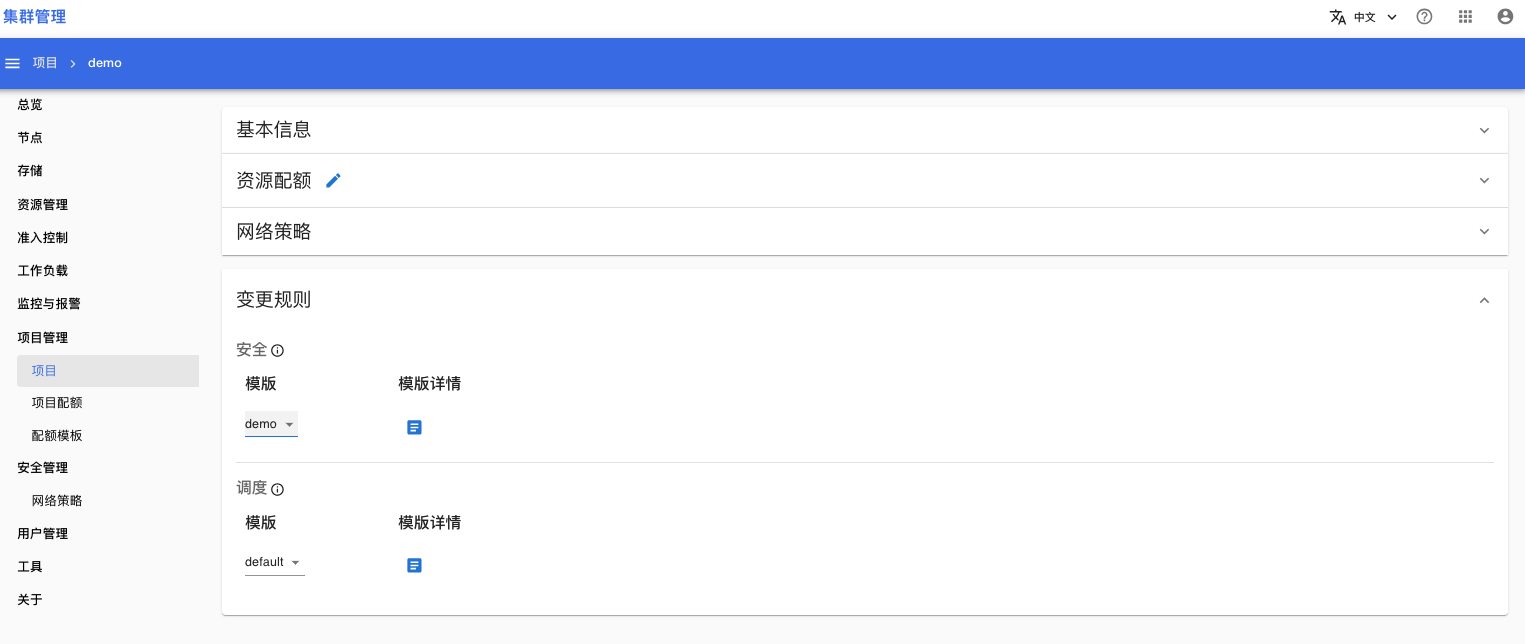 集群管理
中文
项目 > demo
总览
节点
存储
资源管理
准入控制
工作负载
监控与报警
项目管理
项目
项目配额
配额模板
安全管理
网络策略
用户管理
工具
关于
基本信息
资源配额
网络策略
变更规则
安全
模版 模版详情
demo
调度
模版 模版详情
default